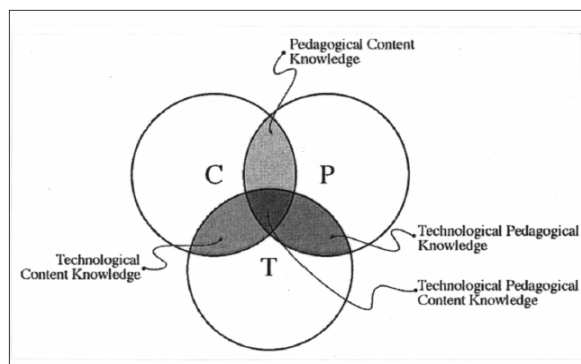 Pedagogical Content
Knowledge
C
P
Technological Pedagogical
Knowledge
Technological
Content Knowledge
T
Technological Pedagogical
Content Knowledge